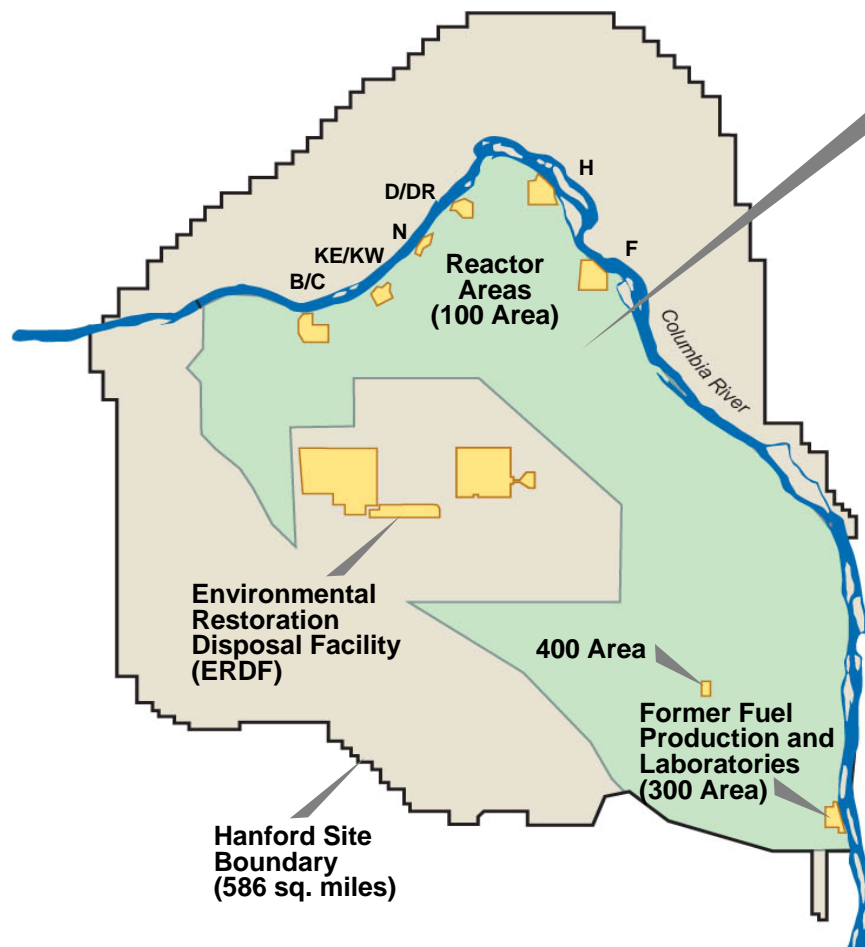 H
D/DR
N
F
KE/KW
B/C
Reactor
Areas
(100 Area)
Columbia River
Environmental
Restoration
Disposal Facility
(ERDF)
400 Area
Former Fuel
Production and
Laboratories
(300 Area)
Hanford Site
Boundary
(586 sq. miles)